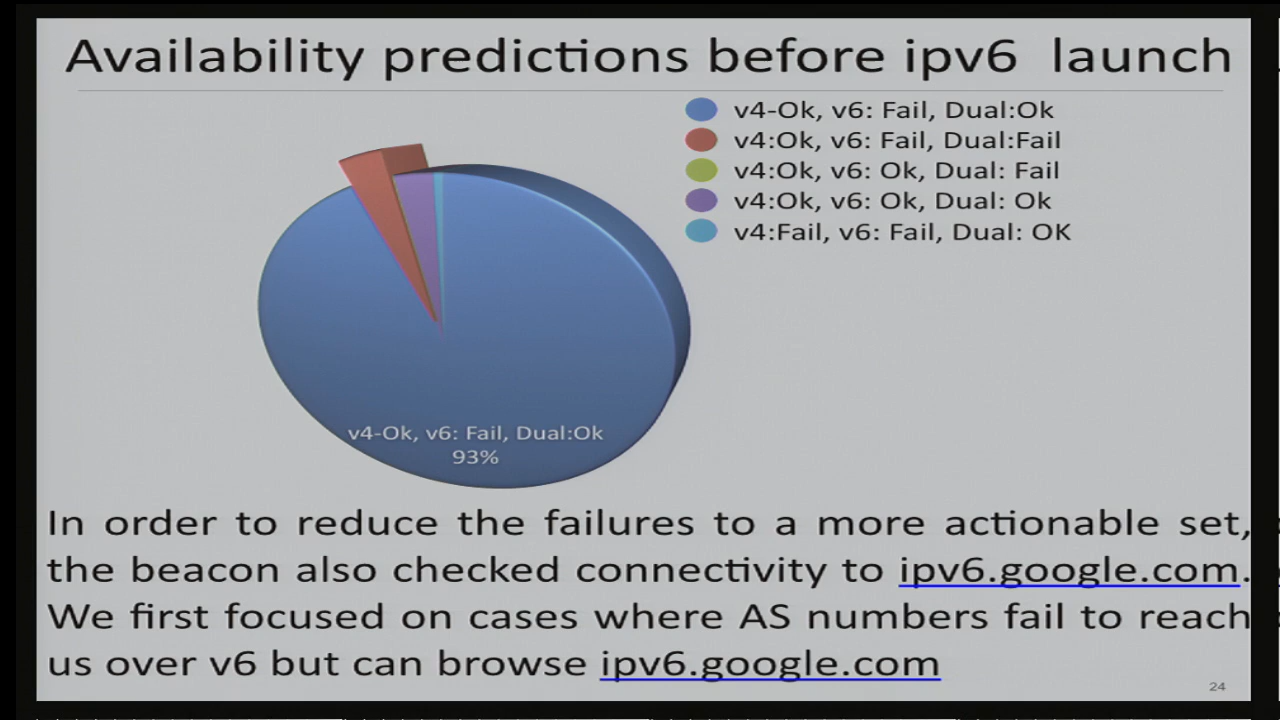 Availability predictions before ipv6 launch
v4-Ok, v6: Fail, Dual:Ok
v4:Ok, v6: Fail, Dual:Fail
v4:Ok, v6: Ok, Dual: Fail
v4:Ok, v6: Ok, Dual: Ok
v4:Fail, v6: Fail, Dual: OK
v4-Ok, v6: Fail, Dual:Ok
93%
In order to reduce the failures to a more actionable set,
the beacon also checked connectivity to ipv6.google.com.
We first focused on cases where AS numbers fail to reach
us over v6 but can browse ipv6.google.com
24